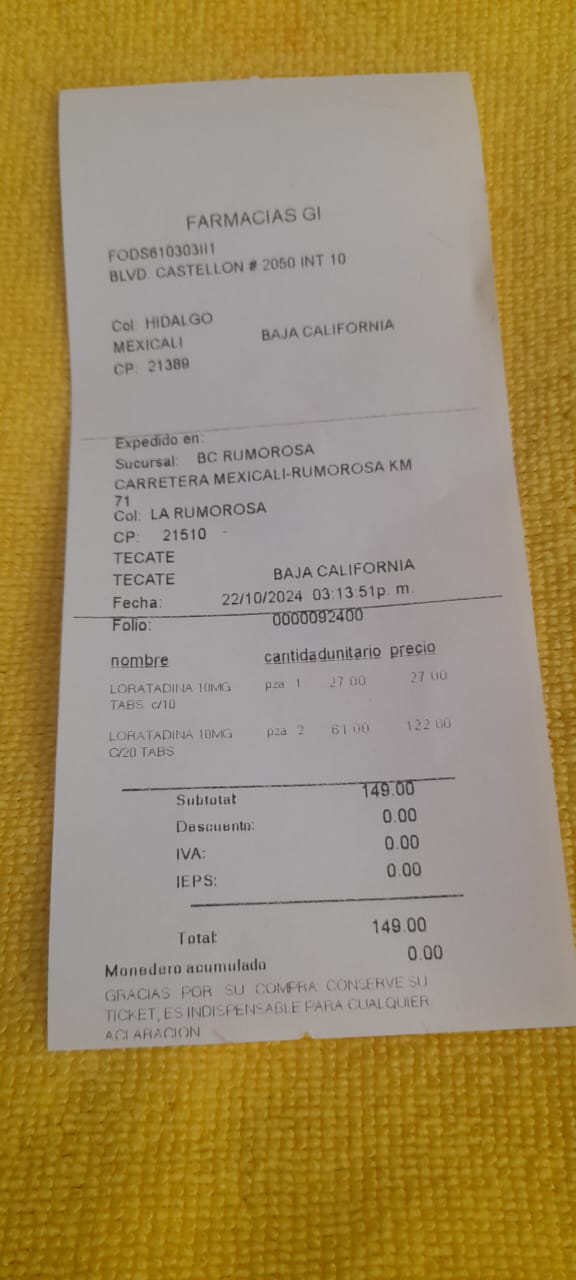 FARMACIAS GI
FODS610303II1
BLVD. CASTELLON # 2050 INT 10
Col: HIDALGO
MEXICALI BAJA CALIFORNIA
CP: 21389
Expedido en:
Sucursal: BC RUMOROSA
CARRETERA MEXICALI-RUMOROSA KM
71
Col: LA RUMOROSA
CP: 21510 -
TECATE
TECATE BAJA CALIFORNIA
Fecha: 22/10/2024 03:13:51p. m.
Folio: 0000092400
nombre cantidadunitario precio
LORATADINA 10MG pza 1 27.00 27.00
TABS c/10
LORATADINA 10MG pza 2 61.00 122.00
C/20 TABS
Subtotal: 149.00
Descuento: 0.00
IVA: 0.00
IEPS: 0.00
Total: 149.00
Monedero acumulado 0.00
GRACIAS POR SU COMPRA CONSERVE SU
TICKET, ES INDISPENSABLE PARA CUALQUIER
ACLARACION